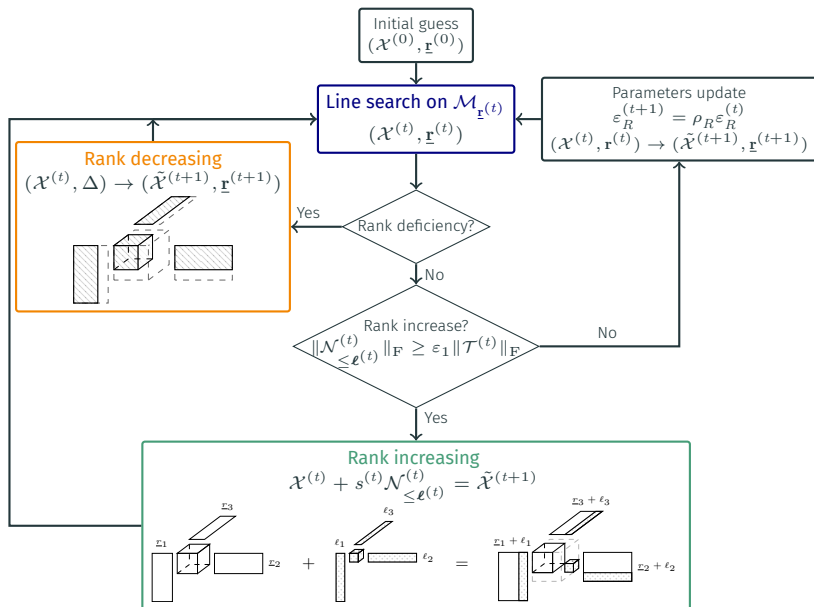 Initial guess
(𝒳^(0), r̲^(0))
Line search on ℳ_r̲^(t)
(𝒳^(t), r̲^(t))
Parameters update
ε_R^(t+1) = ρ_R ε_R^(t)
(𝒳^(t), r^(t)) → (𝒳̃^(t+1), r̲^(t+1))
Rank decreasing
(𝒳^(t), Δ) → (𝒳̃^(t+1), r̲^(t+1))
Yes
Rank deficiency?
No
Rank increase?
‖𝒩_≤ℓ^(t)^(t)‖_F ≥ ε_1‖𝒯^(t)‖_F
No
Yes
Rank increasing
𝒳^(t) + s^(t)𝒩_≤ℓ^(t)^(t) = 𝒳̃^(t+1)
r̲_3
ℓ_3
r̲_3 + ℓ_3
r̲_1
ℓ_1
r̲_1 + ℓ_1
r̲_2
+
ℓ_2
=
r̲_2 + ℓ_2